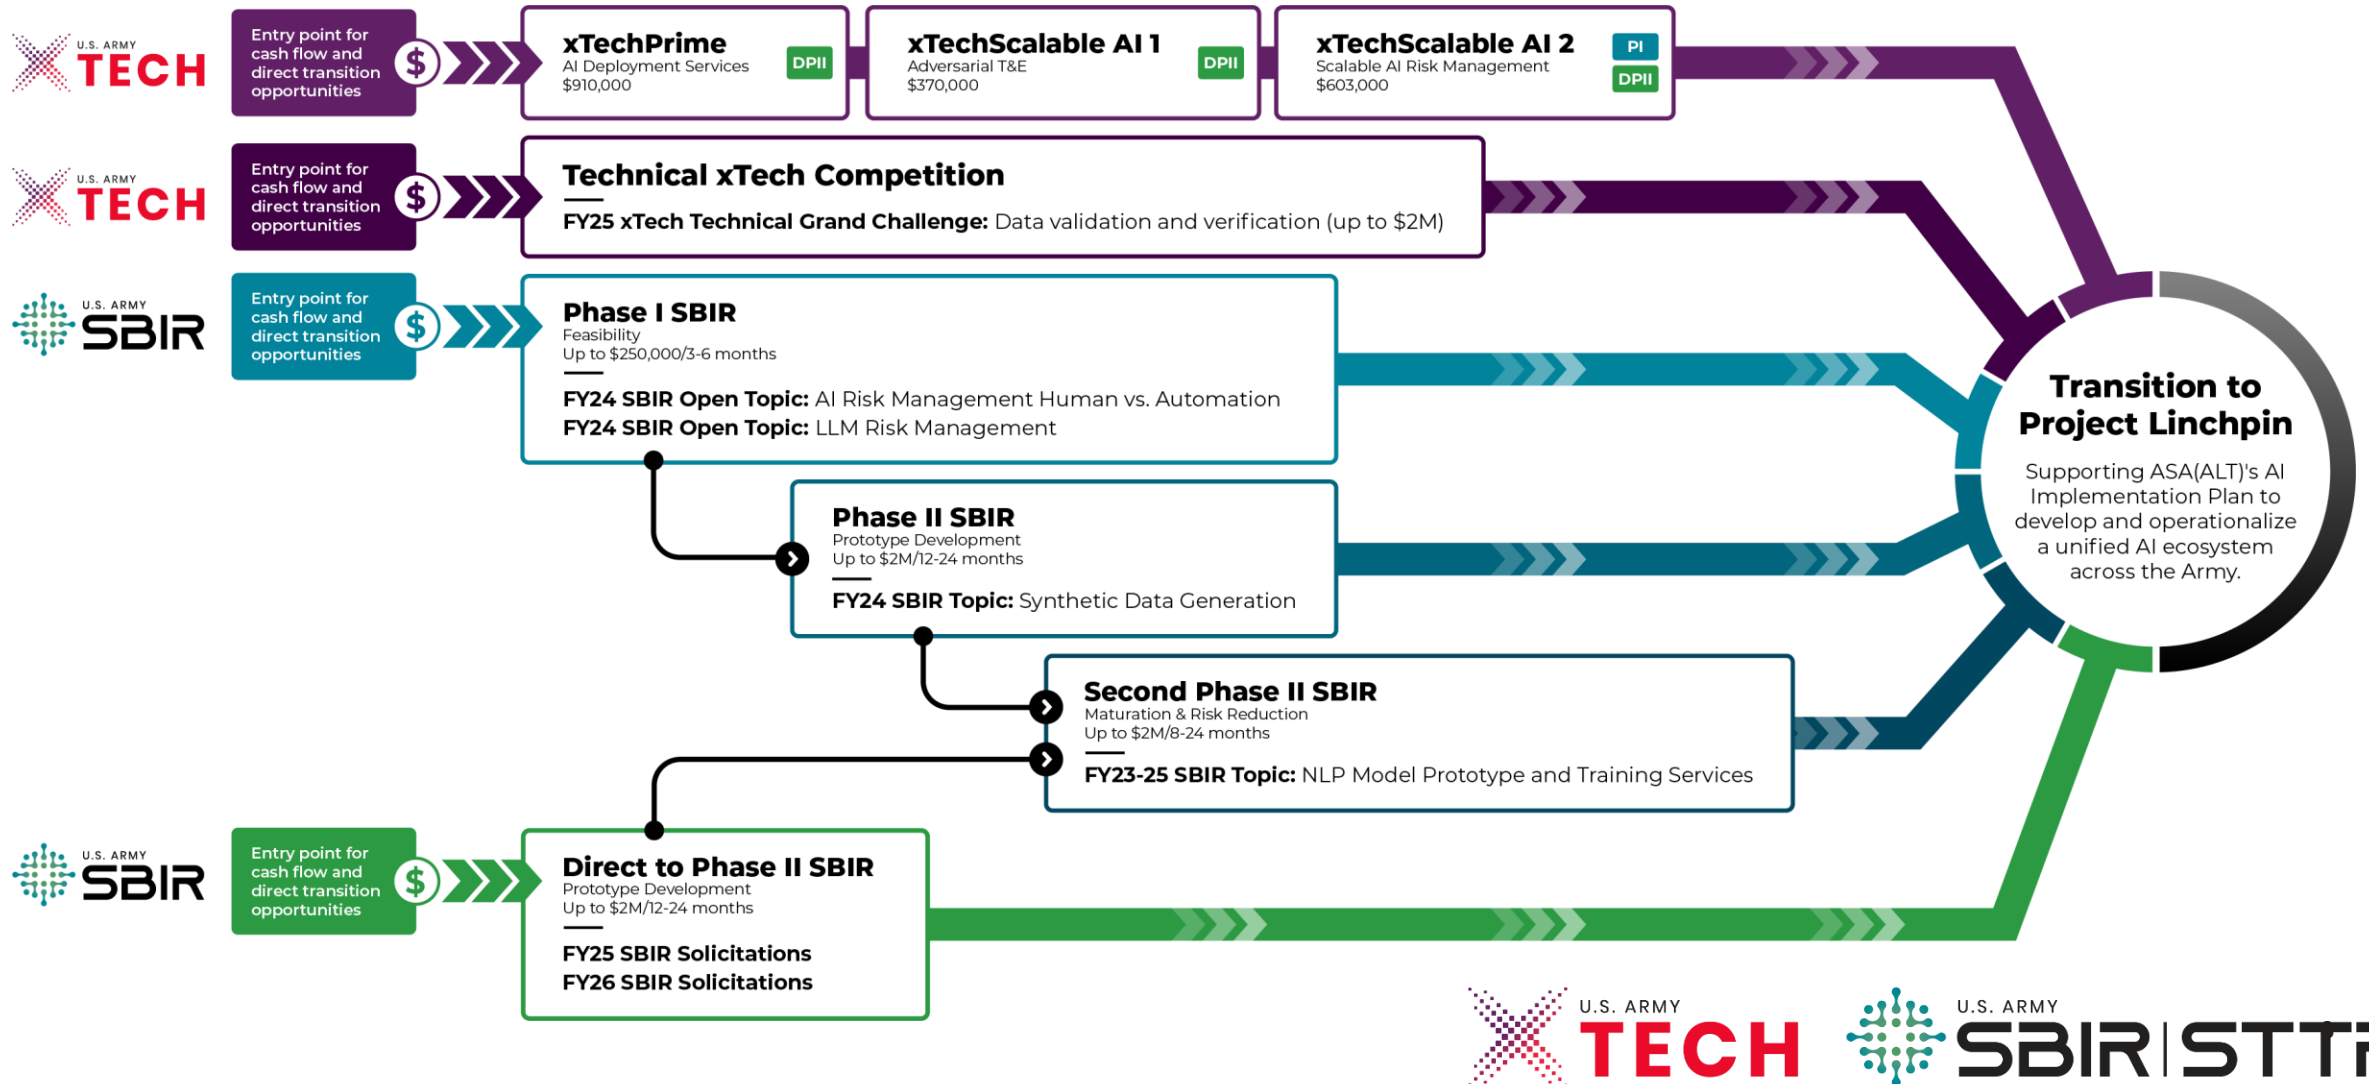 U.S. ARMY
TECH
Entry point for
cash flow and
direct transition
opportunities
$
xTechPrime
AI Deployment Services
$910,000
DPII
xTechScalable AI 1
Adversarial T&E
$370,000
DPII
xTechScalable AI 2
Scalable AI Risk Management
$603,000
PI
DPII
U.S. ARMY
TECH
Entry point for
cash flow and
direct transition
opportunities
$
Technical xTech Competition
FY25 xTech Technical Grand Challenge: Data validation and verification (up to $2M)
U.S. ARMY
SBIR
Entry point for
cash flow and
direct transition
opportunities
$
Phase I SBIR
Feasibility
Up to $250,000/3-6 months
FY24 SBIR Open Topic: AI Risk Management Human vs. Automation
FY24 SBIR Open Topic: LLM Risk Management
Phase II SBIR
Prototype Development
Up to $2M/12-24 months
FY24 SBIR Topic: Synthetic Data Generation
Second Phase II SBIR
Maturation & Risk Reduction
Up to $2M/8-24 months
FY23-25 SBIR Topic: NLP Model Prototype and Training Services
U.S. ARMY
SBIR
Entry point for
cash flow and
direct transition
opportunities
$
Direct to Phase II SBIR
Prototype Development
Up to $2M/12-24 months
FY25 SBIR Solicitations
FY26 SBIR Solicitations
Transition to
Project Linchpin
Supporting ASA(ALT)'s AI
Implementation Plan to
develop and operationalize
a unified AI ecosystem
across the Army.
U.S. ARMY
TECH
U.S. ARMY
SBIR